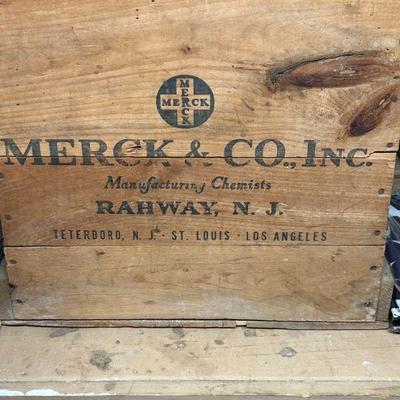 MERCK
MERCK
MERCK & CO., INC.
Manufacturing Chemists
RAHWAY, N. J.
TETERBORO, N. J. · ST. LOUIS · LOS ANGELES